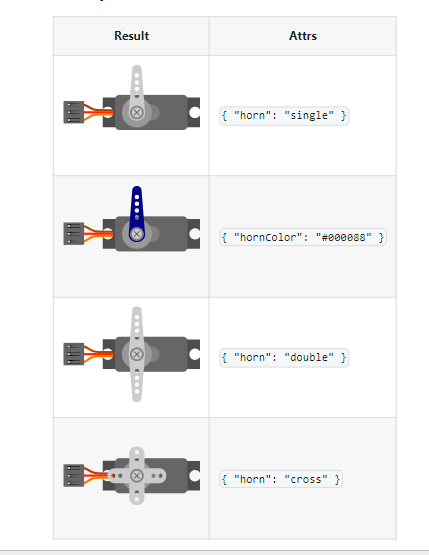 Result Attrs
{ "horn": "single" }
{ "hornColor": "#000088" }
{ "horn": "double" }
{ "horn": "cross" }